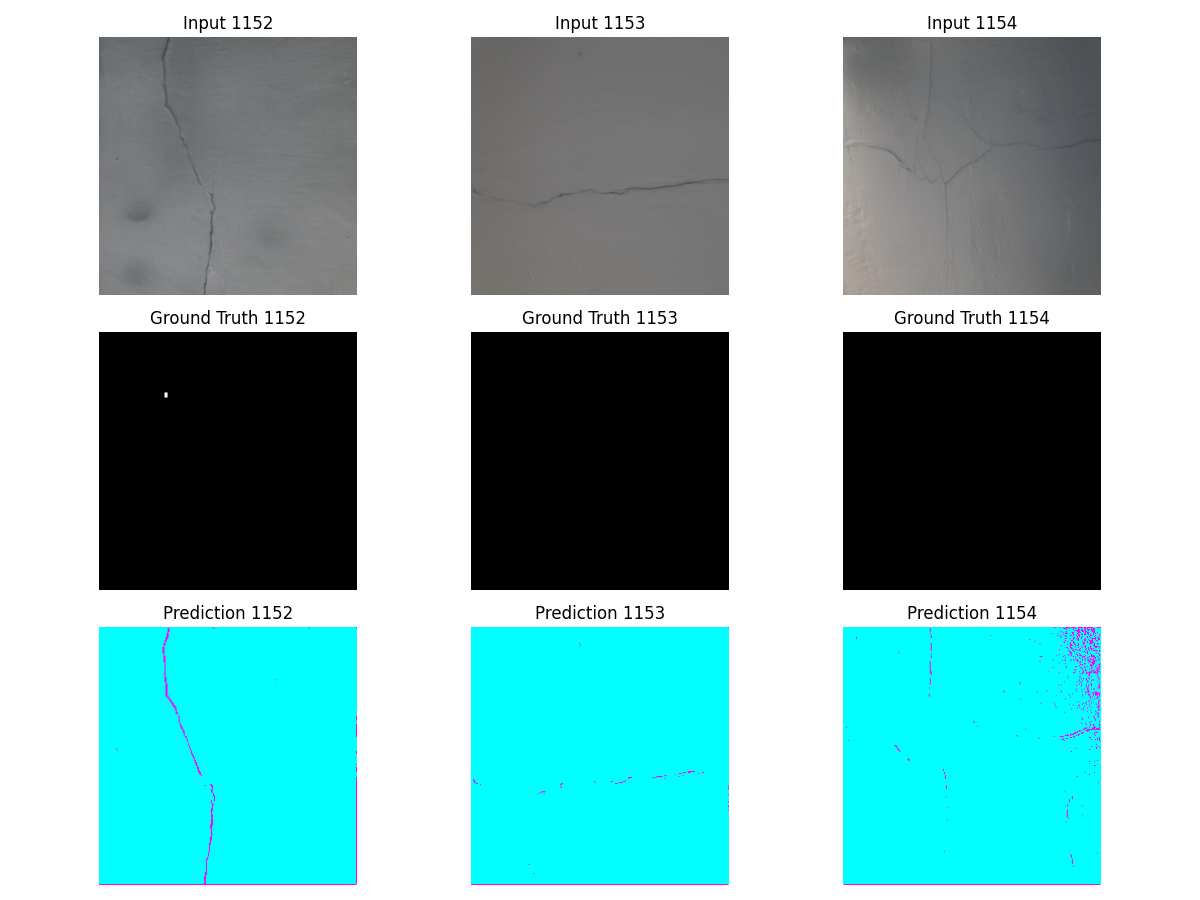 Input 1152
Input 1153
Input 1154
Ground Truth 1152
Ground Truth 1153
Ground Truth 1154
Prediction 1152
Prediction 1153
Prediction 1154